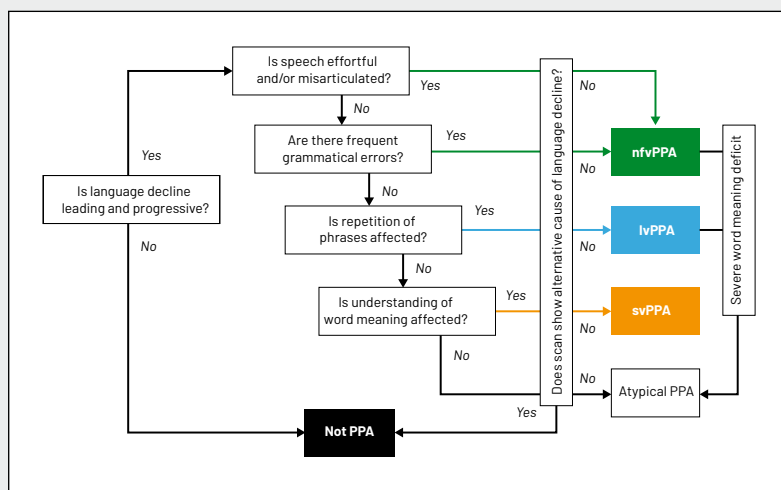 Is speech effortful
and/or misarticulated?
Yes
No
No
Are there frequent
grammatical errors?
Yes
No
nfvPPA
Yes
No
Is language decline
leading and progressive?
Is repetition of
phrases affected?
Yes
No
lvPPA
No
No
Is understanding of
word meaning affected?
Yes
No
svPPA
No
No
Atypical PPA
Yes
Not PPA
Does scan show alternative cause of language decline?
Severe word meaning deficit